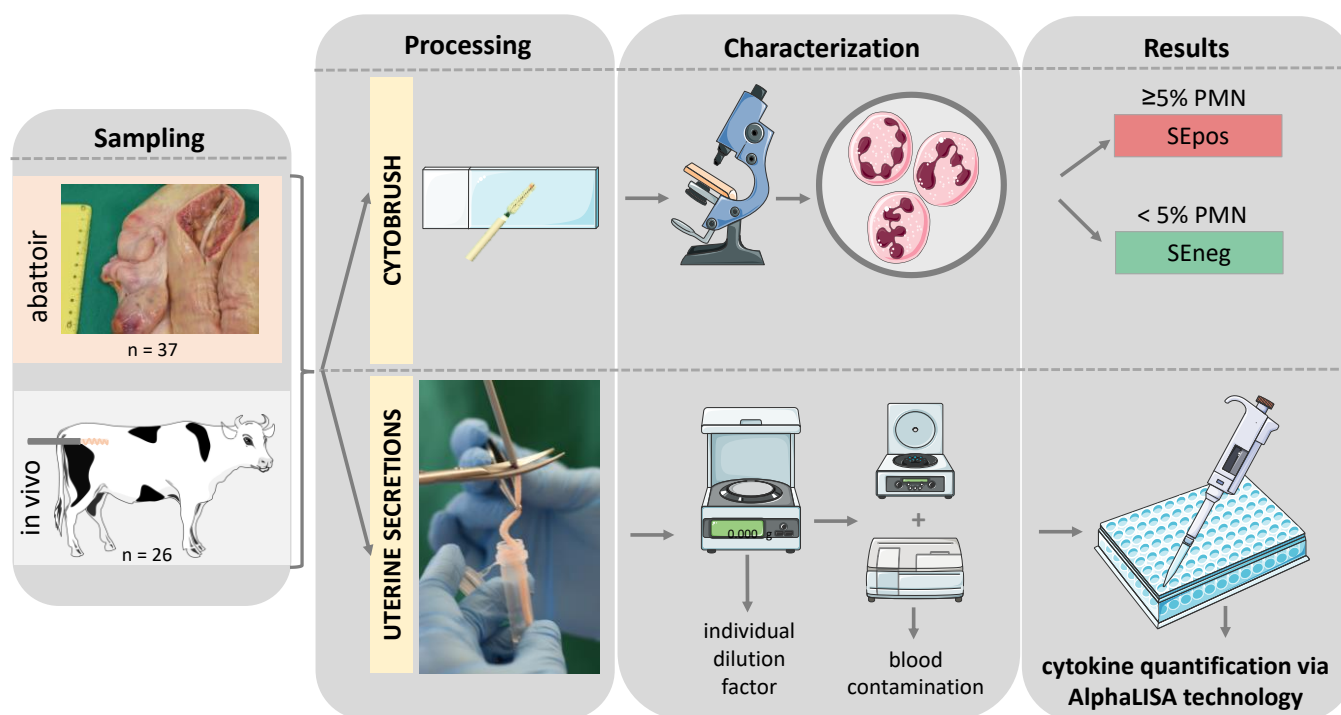 Sampling
abattoir
n = 37
in vivo
n = 26
Processing
CYTOBRUSH
UTERINE SECRETIONS
Characterization
0.000 g
individual
dilution
factor
+
blood
contamination
Results
≥5% PMN
SEpos
< 5% PMN
SEneg
cytokine quantification via
AlphaLISA technology